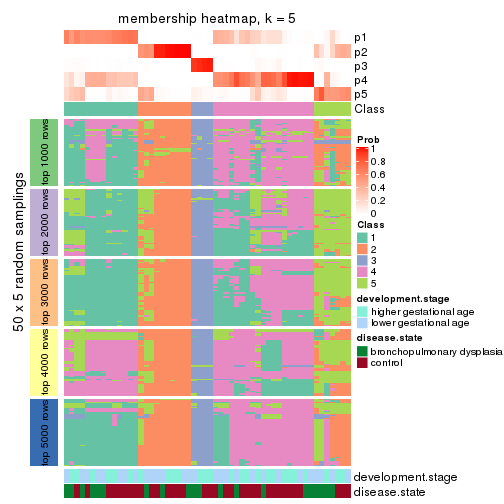 membership heatmap, k = 5
p1
p2
p3
p4
p5
Class
50 x 5 random samplings
top 1000 rows
top 2000 rows
top 3000 rows
top 4000 rows
top 5000 rows
Prob
1
0.8
0.6
0.4
0.2
0
Class
1
2
3
4
5
development.stage
higher gestational age
lower gestational age
disease.state
bronchopulmonary dysplasia
control
development.stage
disease.state